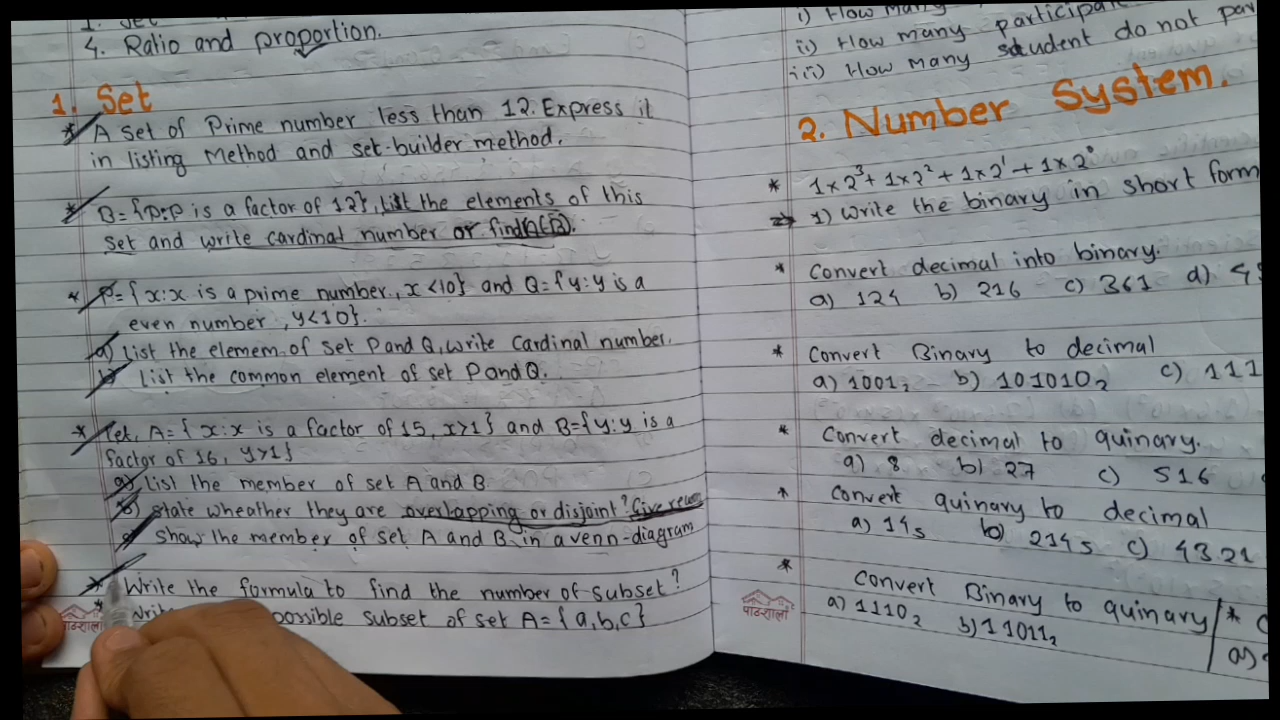 4. Ratio and proportion.
1. Set
* A set of Prime number less than 12. Express it
in listing Method and set-builder method.
* B={P:P is a factor of 12}, List the elements of this
set and write cardinal number or find n(B).
* P={x:x is a prime number, x<10} and Q={y:y is a
even number, y<10}.
a) List the elemem. of set P and Q, write Cardinal number.
b) List the common element of set P and Q.
* Let, A={x:x is a factor of 15, x>1} and B={y:y is a
factor of 16, y>1}
a) List the member of set A and B
b) State wheather they are overlapping or disjoint? Give
c) Show the member of set A and B in a venn-diagram
* Write the formula to find the number of subset?
possible subset of set A={a,b,c}
पाठशाला
i) How many
ii) How many participa
iii) How many student do not par
2. Number System.
* 1×2³+1×2²+1×2¹+1×2⁰
1) Write the binary in short form
* Convert decimal into binary.
a) 124 b) 216 c) 361 d) 4
* Convert Binary to decimal
a) 1001₂ b) 101010₂ c) 111
* Convert decimal to quinary.
a) 8 b) 27 c) 516
* Convert quinary to decimal
a) 14₅ b) 214₅ c) 4321
* Convert Binary to quinary
a) 1110₂ b) 11011₂
पाठशाला